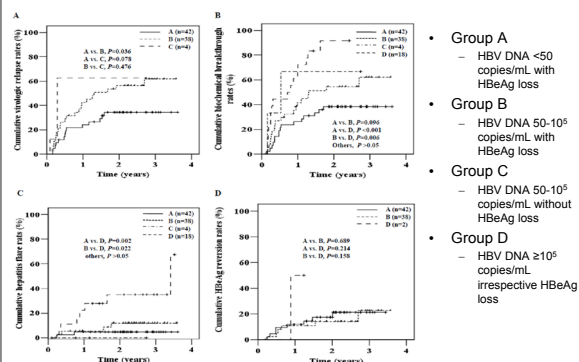 A
Cumulative virologic relapse rates (%)
100
80
60
40
20
0
A (n=42)
B (n=38)
C (n=4)
A vs. B, P=0.036
A vs. C, P=0.078
B vs. C, P=0.476
0 1 2 3 4
Time (years)
B
Cumulative biochemical breakthrough
rates (%)
100
80
60
40
20
0
A (n=42)
B (n=38)
C (n=4)
D (n=18)
A vs. B, P=0.096
A vs. D, P<0.001
B vs. D, P=0.006
Others, P>0.05
0 1 2 3 4
Time (years)
C
Cumulative hepatitis flare rats (%)
100
80
60
40
20
0
A (n=42)
B (n=38)
C (n=4)
D (n=18)
A vs. D, P=0.002
B vs. D, P=0.022
others, P>0.05
0 1 2 3 4
Time (years)
D
Cumulative HBeAg reversion rates (%)
100
80
60
40
20
0
A (n=42)
B (n=38)
D (n=2)
A vs. B, P=0.689
A vs. D, P=0.214
B vs. D, P=0.158
0 1 2 3 4
Time (years)
• Group A
– HBV DNA <50
copies/mL with
HBeAg loss
• Group B
– HBV DNA 50-10⁵
copies/mL with
HBeAg loss
• Group C
– HBV DNA 50-10⁵
copies/mL without
HBeAg loss
• Group D
– HBV DNA ≥10⁵
copies/mL
irrespective HBeAg
loss